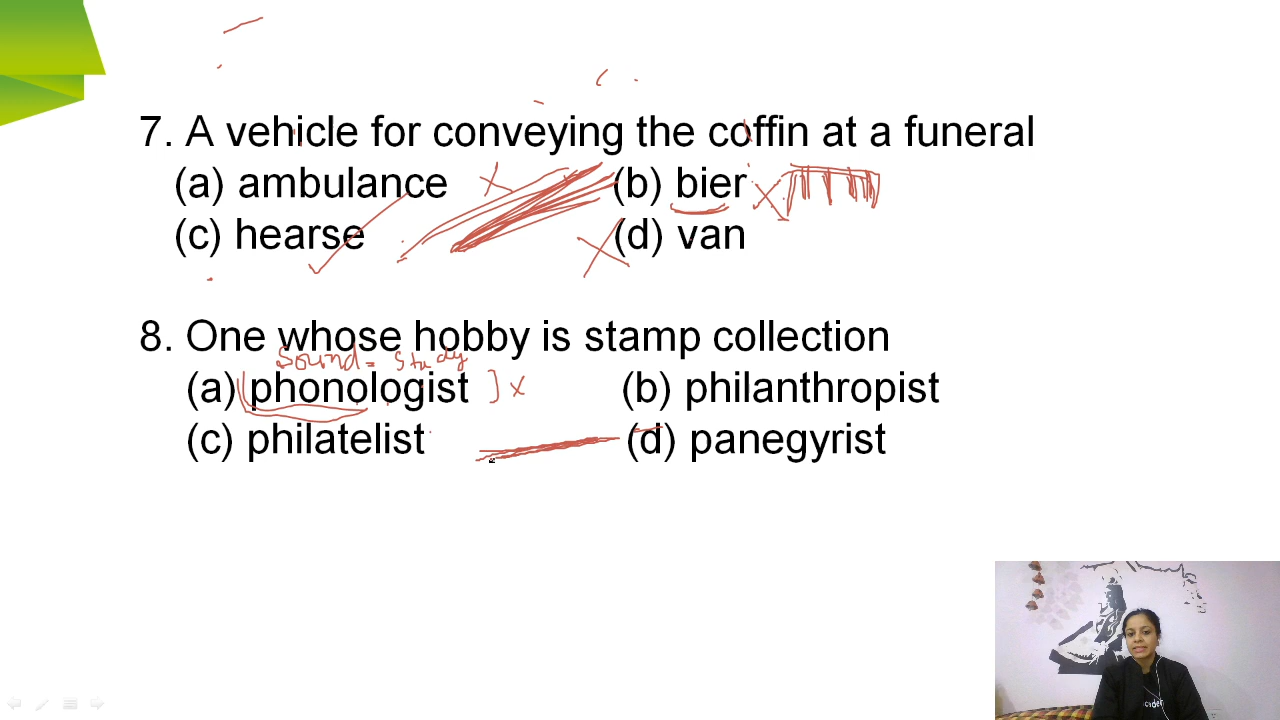 7. A vehicle for conveying the coffin at a funeral
(a) ambulance (b) bier
(c) hearse (d) van
8. One whose hobby is stamp collection
Sound = study
(a) phonologist (b) philanthropist
(c) philatelist (d) panegyrist